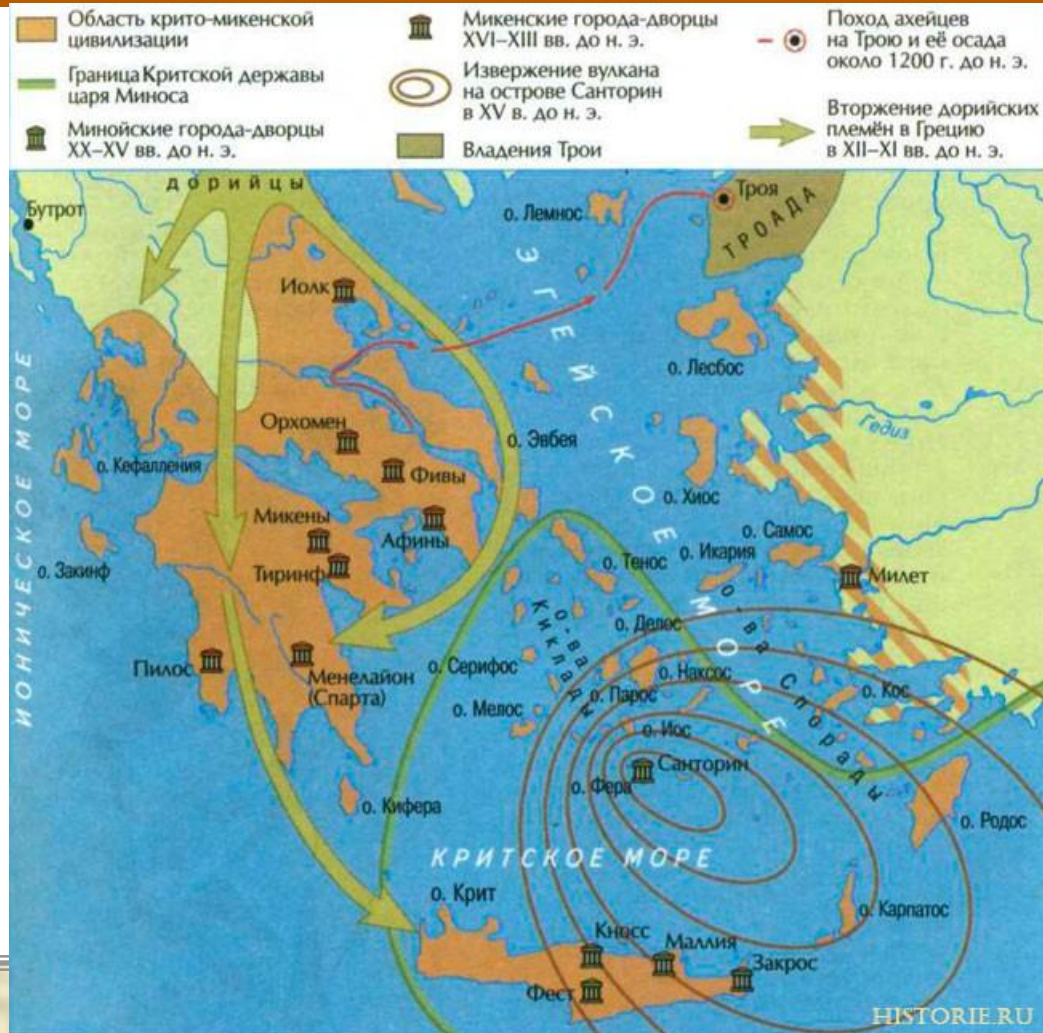 Область крито-микенской
цивилизации
Граница Критской державы
царя Миноса
Минойские города-дворцы
XX–XV вв. до н. э.
Микенские города-дворцы
XVI–XIII вв. до н. э.
Извержение вулкана
на острове Санторин
в XV в. до н. э.
Владения Трои
Поход ахейцев
на Трою и её осада
около 1200 г. до н. э.
Вторжение дорийских
племён в Грецию
в XII–XI вв. до н. э.
дорийцы
Бутрот
о. Лемнос
Троя
ТРОАДА
Иолк
ЭГЕЙСКОЕ МОРЕ
о. Лесбос
ИОНИЧЕСКОЕ МОРЕ
Орхомен
о. Эвбея
Гедиз
о. Кефалления
Фивы
о. Хиос
Микены
Афины
о. Самос
о. Закинф
Тиринф
о. Тенос
о. Икария
Милет
о. Делос
о-ва Киклады
о-ва Спорады
Пилос
Менелайон
(Спарта)
о. Серифос
о. Наксос
о. Парос
о. Кос
о. Мелос
о. Иос
Санторин
о. Фера
о. Кифера
о. Родос
КРИТСКОЕ МОРЕ
о. Крит
о. Карпатос
Кносс
Маллия
Закрос
Фест
HISTORIE.RU